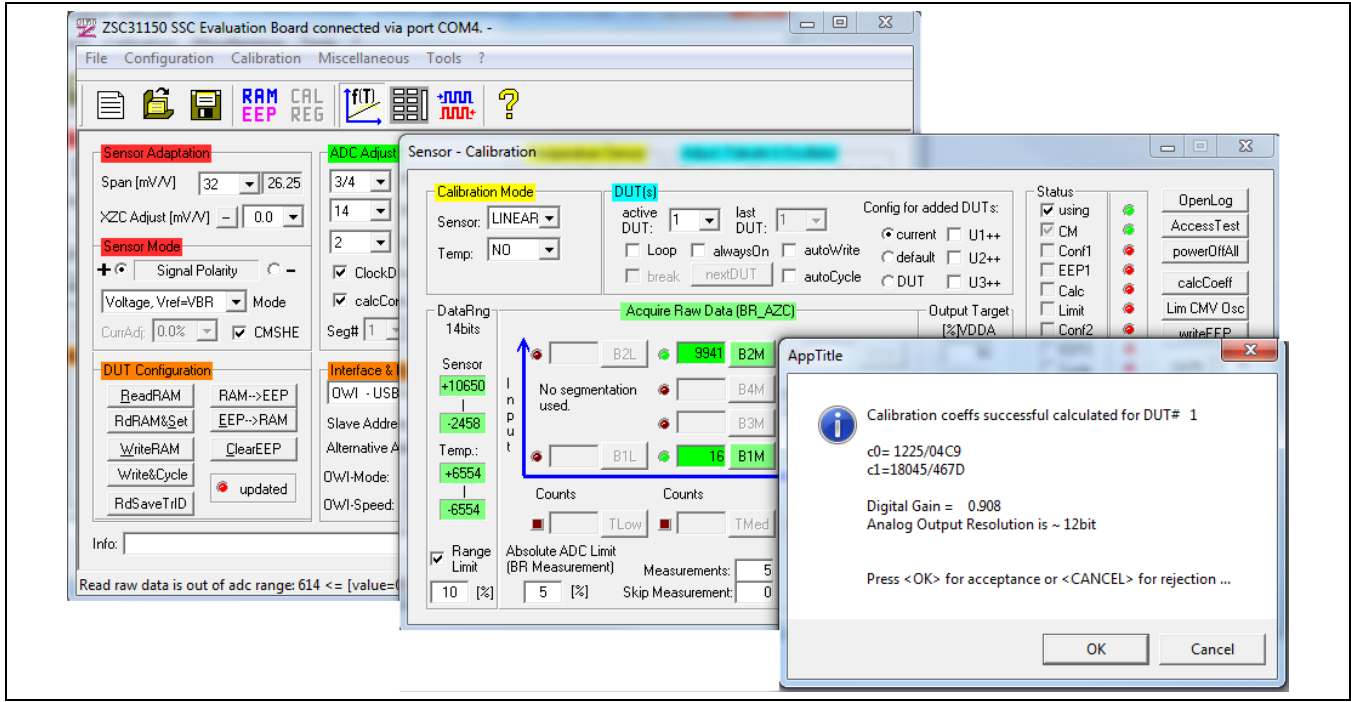 ZSC31150 SSC Evaluation Board connected via port COM4. -
File Configuration Calibration Miscellaneous Tools ?
RAM EEP CAL REG f(T) ?
Sensor Adaptation
Span [mV/V] 32 26.25
XZC Adjust [mV/V] - 0.0
Sensor Mode
+ Signal Polarity -
Voltage, Vref=VBR Mode
CurrAdj: 0.0% CMSHE
ADC Adjust
3/4
14
2
ClockD
calcCor
Seg# 1
DUT Configuration
ReadRAM RAM-->EEP
RdRAM&Set EEP-->RAM
WriteRAM ClearEEP
Write&Cycle
updated
RdSaveTrID
Interface &
OWI - USB
Slave Addre
Alternative A
OWI-Mode:
OWI-Speed:
Info:
Read raw data is out of adc range: 614 <= [value=
Sensor - Calibration
Calibration Mode
Sensor: LINEAR
Temp: NO
DUT(s)
active DUT: 1 last DUT: 1
Loop alwaysOn autoWrite
break nextDUT autoCycle
Config for added DUTs:
current U1++
default U2++
DUT U3++
Status
using
CM
Conf1
EEP1
Calc
Limit
Conf2
OpenLog
AccessTest
powerOffAll
calcCoeff
Lim CMV Osc
writeEEP
DataRng
14bits
Sensor
+10650
|
-2458
Temp.:
+6554
|
-6554
Range Limit
10 [%]
Acquire Raw Data (BR_AZC)
Input
B2L 9941 B2M
No segmentation used.
B4M
B3M
B1L 16 B1M
Counts Counts
TLow TMed
Absolute ADC Limit
(BR Measurement)
5 [%]
Measurements: 5
Skip Measurement: 0
Output Target
[%]VDDA
AppTitle
Calibration coeffs successful calculated for DUT# 1
c0= 1225/04C9
c1=18045/467D
Digital Gain = 0.908
Analog Output Resolution is ~ 12bit
Press <OK> for acceptance or <CANCEL> for rejection ...
OK Cancel